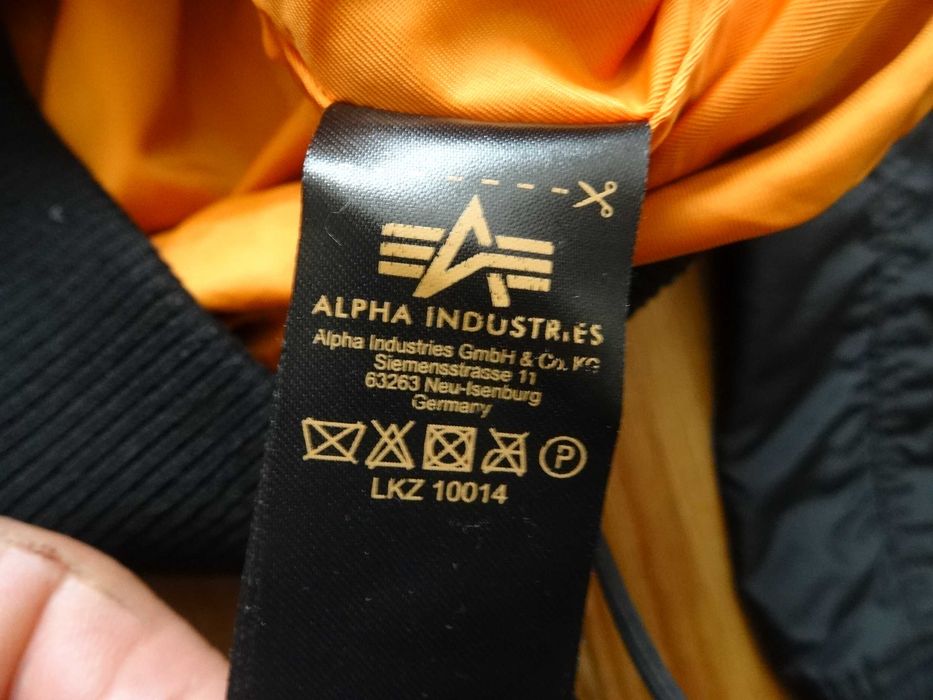 ALPHA INDUSTRIES
Alpha Industries GmbH & Co. KG
Siemensstrasse 11
63263 Neu-Isenburg
Germany
P
LKZ 10014